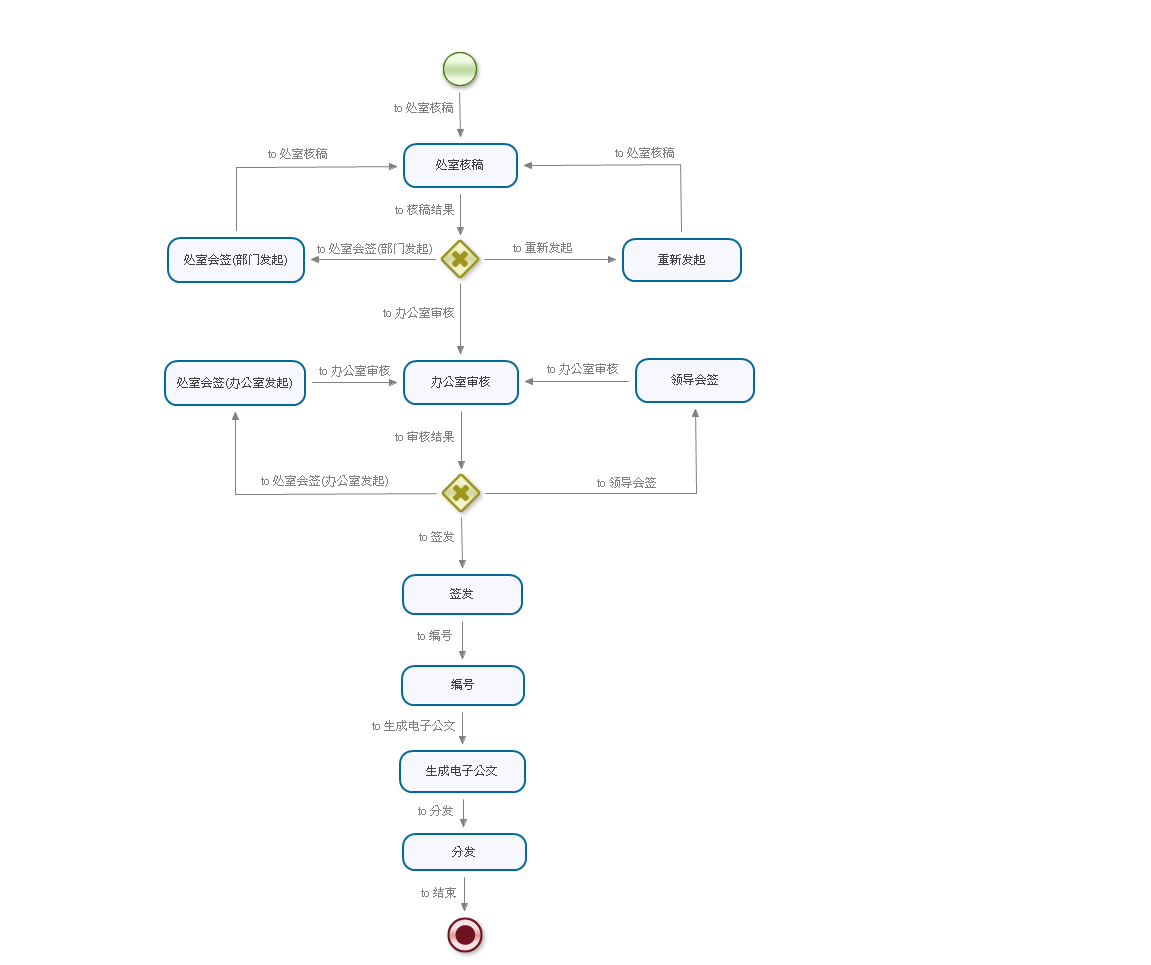 to 处室核稿
to 处室核稿
to 处室核稿
处室核稿
to 核稿结果
to 处室会签(部门发起)
to 重新发起
处室会签(部门发起)
重新发起
to 办公室审核
to 办公室审核
to 办公室审核
处室会签(办公室发起)
办公室审核
领导会签
to 审核结果
to 处室会签(办公室发起)
to 领导会签
to 签发
签发
to 编号
编号
to 生成电子公文
生成电子公文
to 分发
分发
to 结束